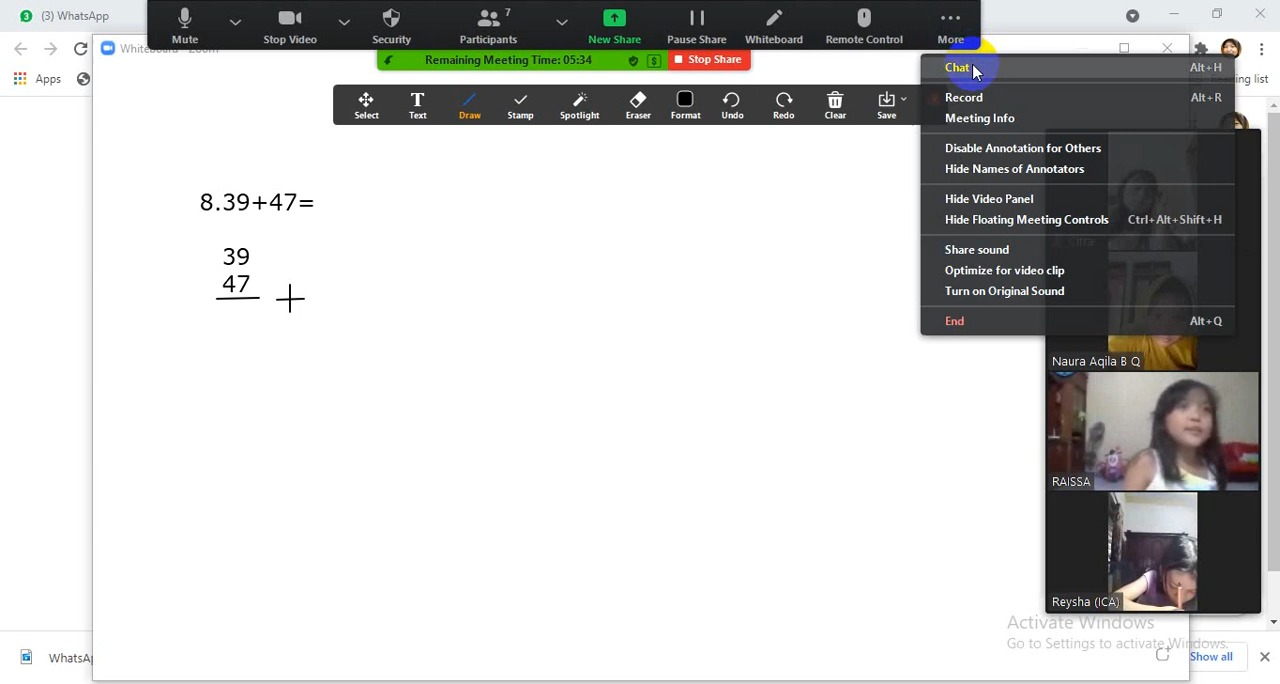 (3) WhatsApp
7
Mute
Stop Video
Security
Participants
New Share
Pause Share
Whiteboard
Remote Control
More
Zoom
Remaining Meeting Time: 05:34
$
Stop Share
Apps
Chat Alt+H
Record Alt+R
Meeting Info
Disable Annotation for Others
Hide Names of Annotators
Hide Video Panel
Hide Floating Meeting Controls Ctrl+Alt+Shift+H
Share sound
Optimize for video clip
Turn on Original Sound
End Alt+Q
Select
Text
Draw
Stamp
Spotlight
Eraser
Format
Undo
Redo
Clear
Save
8.39+47=
39
47
+
Naura Aqila B Q
RAISSA
Reysha (ICA)
Activate Windows
Go to Settings to activate Windows.
WhatsAp
Show all